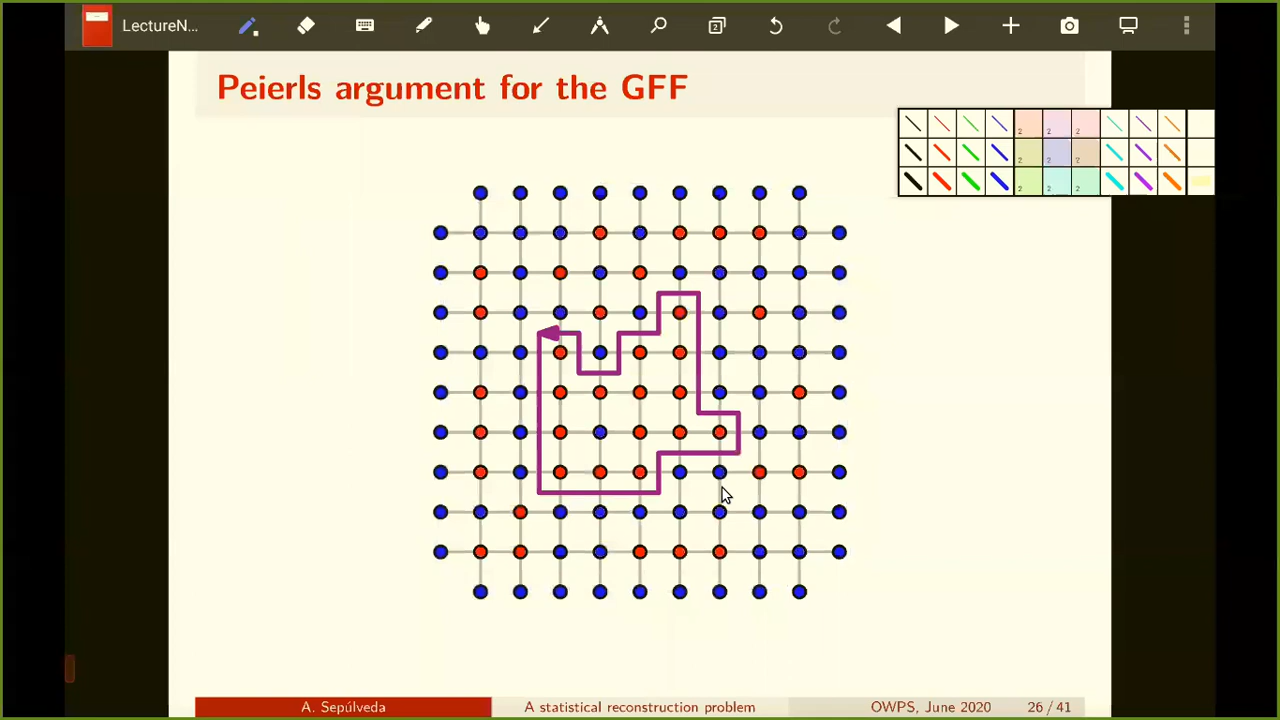 LectureN...
Peierls argument for the GFF
A. Sepúlveda
A statistical reconstruction problem
OWPS, June 2020
26 / 41